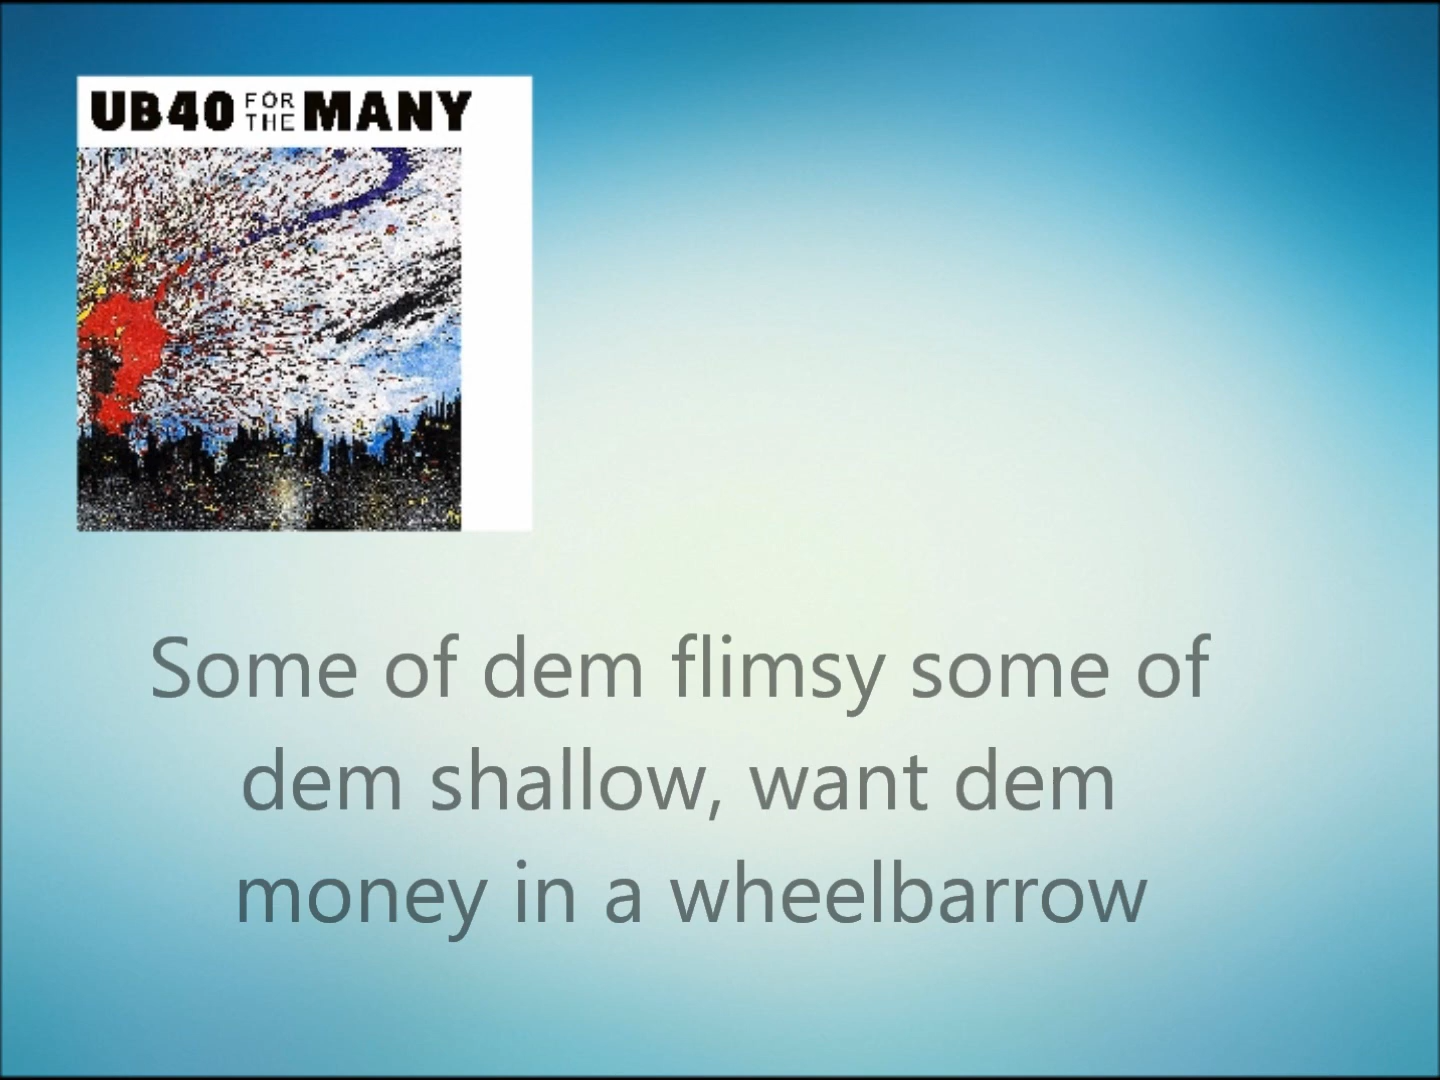 UB40 FOR THE MANY
Some of dem flimsy some of
dem shallow, want dem
money in a wheelbarrow